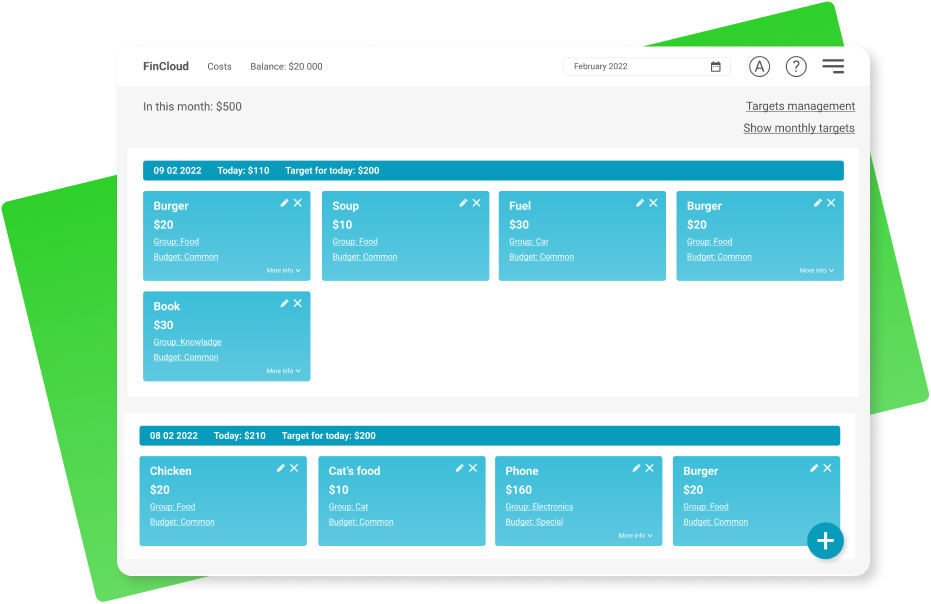 FinCloud Costs Balance: $20 000 February 2022 A ?
In this month: $500 Targets management
Show monthly targets
09 02 2022 Today: $110 Target for today: $200
Burger
$20
Group: Food
Budget: Common
More info
Soup
$10
Group: Food
Budget: Common
Fuel
$30
Group: Car
Budget: Common
Burger
$20
Group: Food
Budget: Common
More info
Book
$30
Group: Knowladge
Budget: Common
More info
08 02 2022 Today: $210 Target for today: $200
Chicken
$20
Group: Food
Budget: Common
Cat's food
$10
Group: Cat
Budget: Common
Phone
$160
Group: Electronics
Budget: Special
More info
Burger
$20
Group: Food
Budget: Common